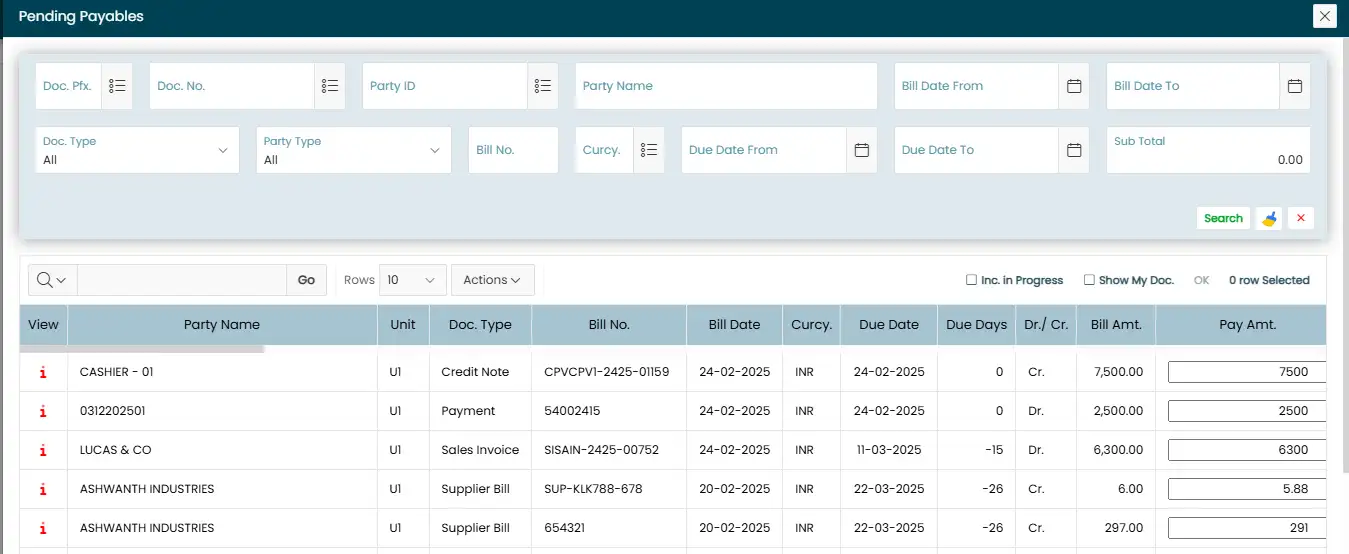 Pending Payables
Doc. Pfx. Doc. No. Party ID Party Name Bill Date From Bill Date To
Doc. Type All Party Type All Bill No. Curcy. Due Date From Due Date To Sub Total 0.00
Search
Go Rows 10 Actions Inc. in Progress Show My Doc. OK 0 row Selected
View Party Name Unit Doc. Type Bill No. Bill Date Curcy. Due Date Due Days Dr./ Cr. Bill Amt. Pay Amt.
i CASHIER - 01 U1 Credit Note CPVCPV1-2425-01159 24-02-2025 INR 24-02-2025 0 Cr. 7,500.00 7500
i 0312202501 U1 Payment 54002415 24-02-2025 INR 24-02-2025 0 Dr. 2,500.00 2500
i LUCAS & CO U1 Sales Invoice SISAIN-2425-00752 24-02-2025 INR 11-03-2025 -15 Dr. 6,300.00 6300
i ASHWANTH INDUSTRIES U1 Supplier Bill SUP-KLK788-678 20-02-2025 INR 22-03-2025 -26 Cr. 6.00 5.88
i ASHWANTH INDUSTRIES U1 Supplier Bill 654321 20-02-2025 INR 22-03-2025 -26 Cr. 297.00 291